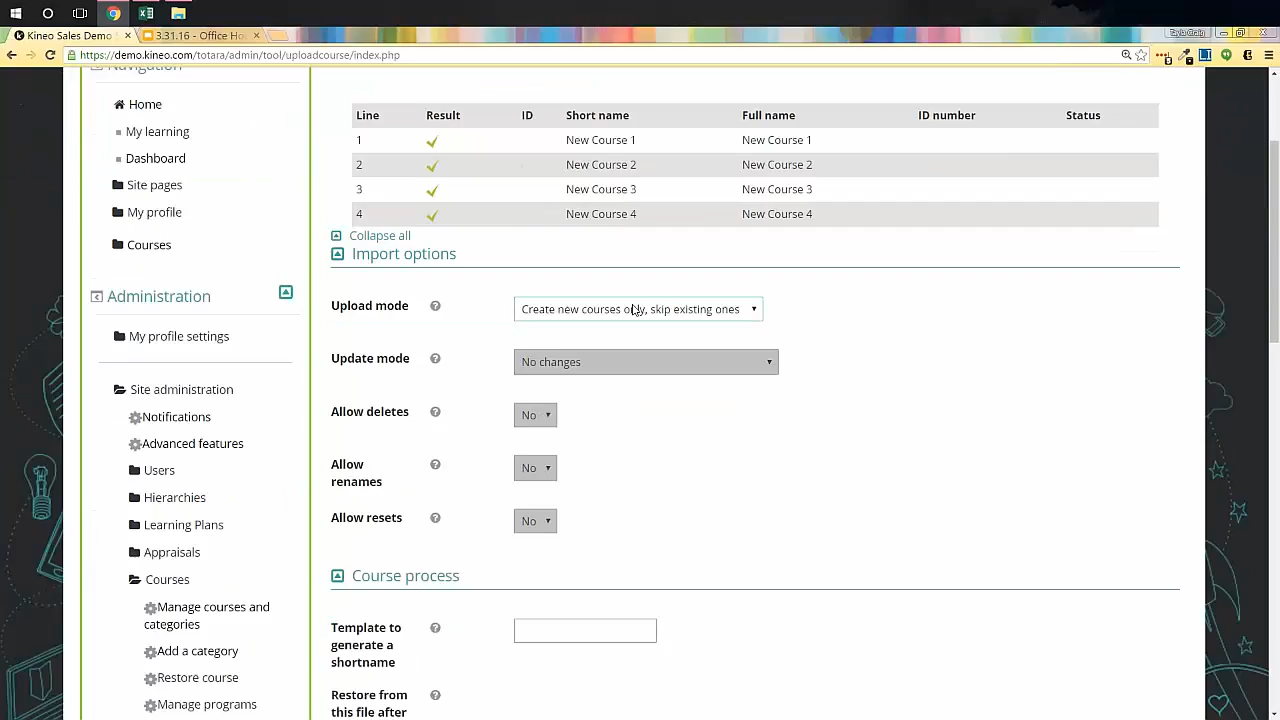 Kineo Sales Demo
3.31.16 - Office Ho
Tayla Craig
https://demo.kineo.com/totara/admin/tool/uploadcourse/index.php
Navigation
Home
My learning
Dashboard
Site pages
My profile
Courses
Administration
My profile settings
Site administration
Notifications
Advanced features
Users
Hierarchies
Learning Plans
Appraisals
Courses
Manage courses and
categories
Add a category
Restore course
Manage programs
Line Result ID Short name Full name ID number Status
1 New Course 1 New Course 1
2 New Course 2 New Course 2
3 New Course 3 New Course 3
4 New Course 4 New Course 4
Collapse all
Import options
Upload mode Create new courses only, skip existing ones
Update mode No changes
Allow deletes No
Allow
renames No
Allow resets No
Course process
Template to
generate a
shortname
Restore from
this file after